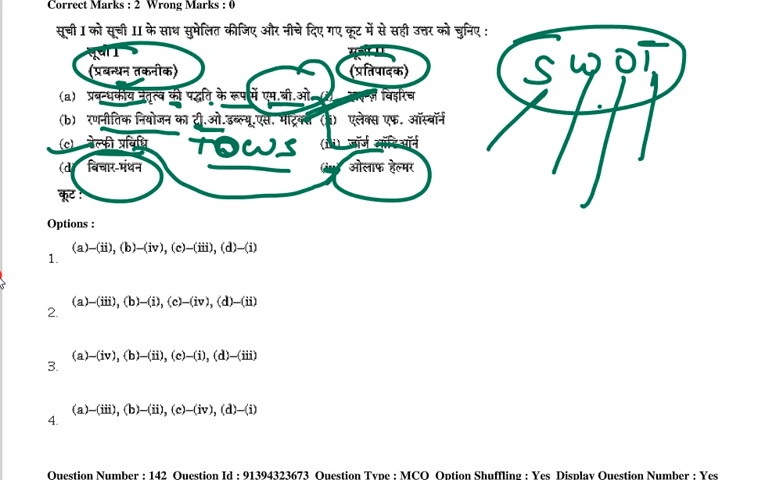 Correct Marks : 2 Wrong Marks : 0
सूची I को सूची II के साथ सुमेलित कीजिए और नीचे दिए गए कूट में से सही उत्तर को चुनिए :
सूची I सूची II
(प्रबन्धन तकनीक) (प्रतिपादक)
(a) प्रबन्धकीय नेतृत्व की पद्धति के रूप में एम.बी.ओ. (i) वाइरिच
(b) रणनीतिक नियोजन का टी.ओ.डब्ल्यू.एस. मैट्रिक्स (ii) एलेक्स एफ. ऑस्बॉर्न
(c) डेल्फी प्रविधि (iii) जॉर्ज ऑडिऑर्न
(d) विचार-मंथन (iv) ओलाफ हेल्मर
कूट :
TOWS
SWOT
Options :
1. (a)–(ii), (b)–(iv), (c)–(iii), (d)–(i)
2. (a)–(iii), (b)–(i), (c)–(iv), (d)–(ii)
3. (a)–(iv), (b)–(ii), (c)–(i), (d)–(iii)
4. (a)–(iii), (b)–(ii), (c)–(iv), (d)–(i)
Question Number : 142 Question Id : 91394323673 Question Type : MCQ Option Shuffling : Yes Display Question Number : Yes